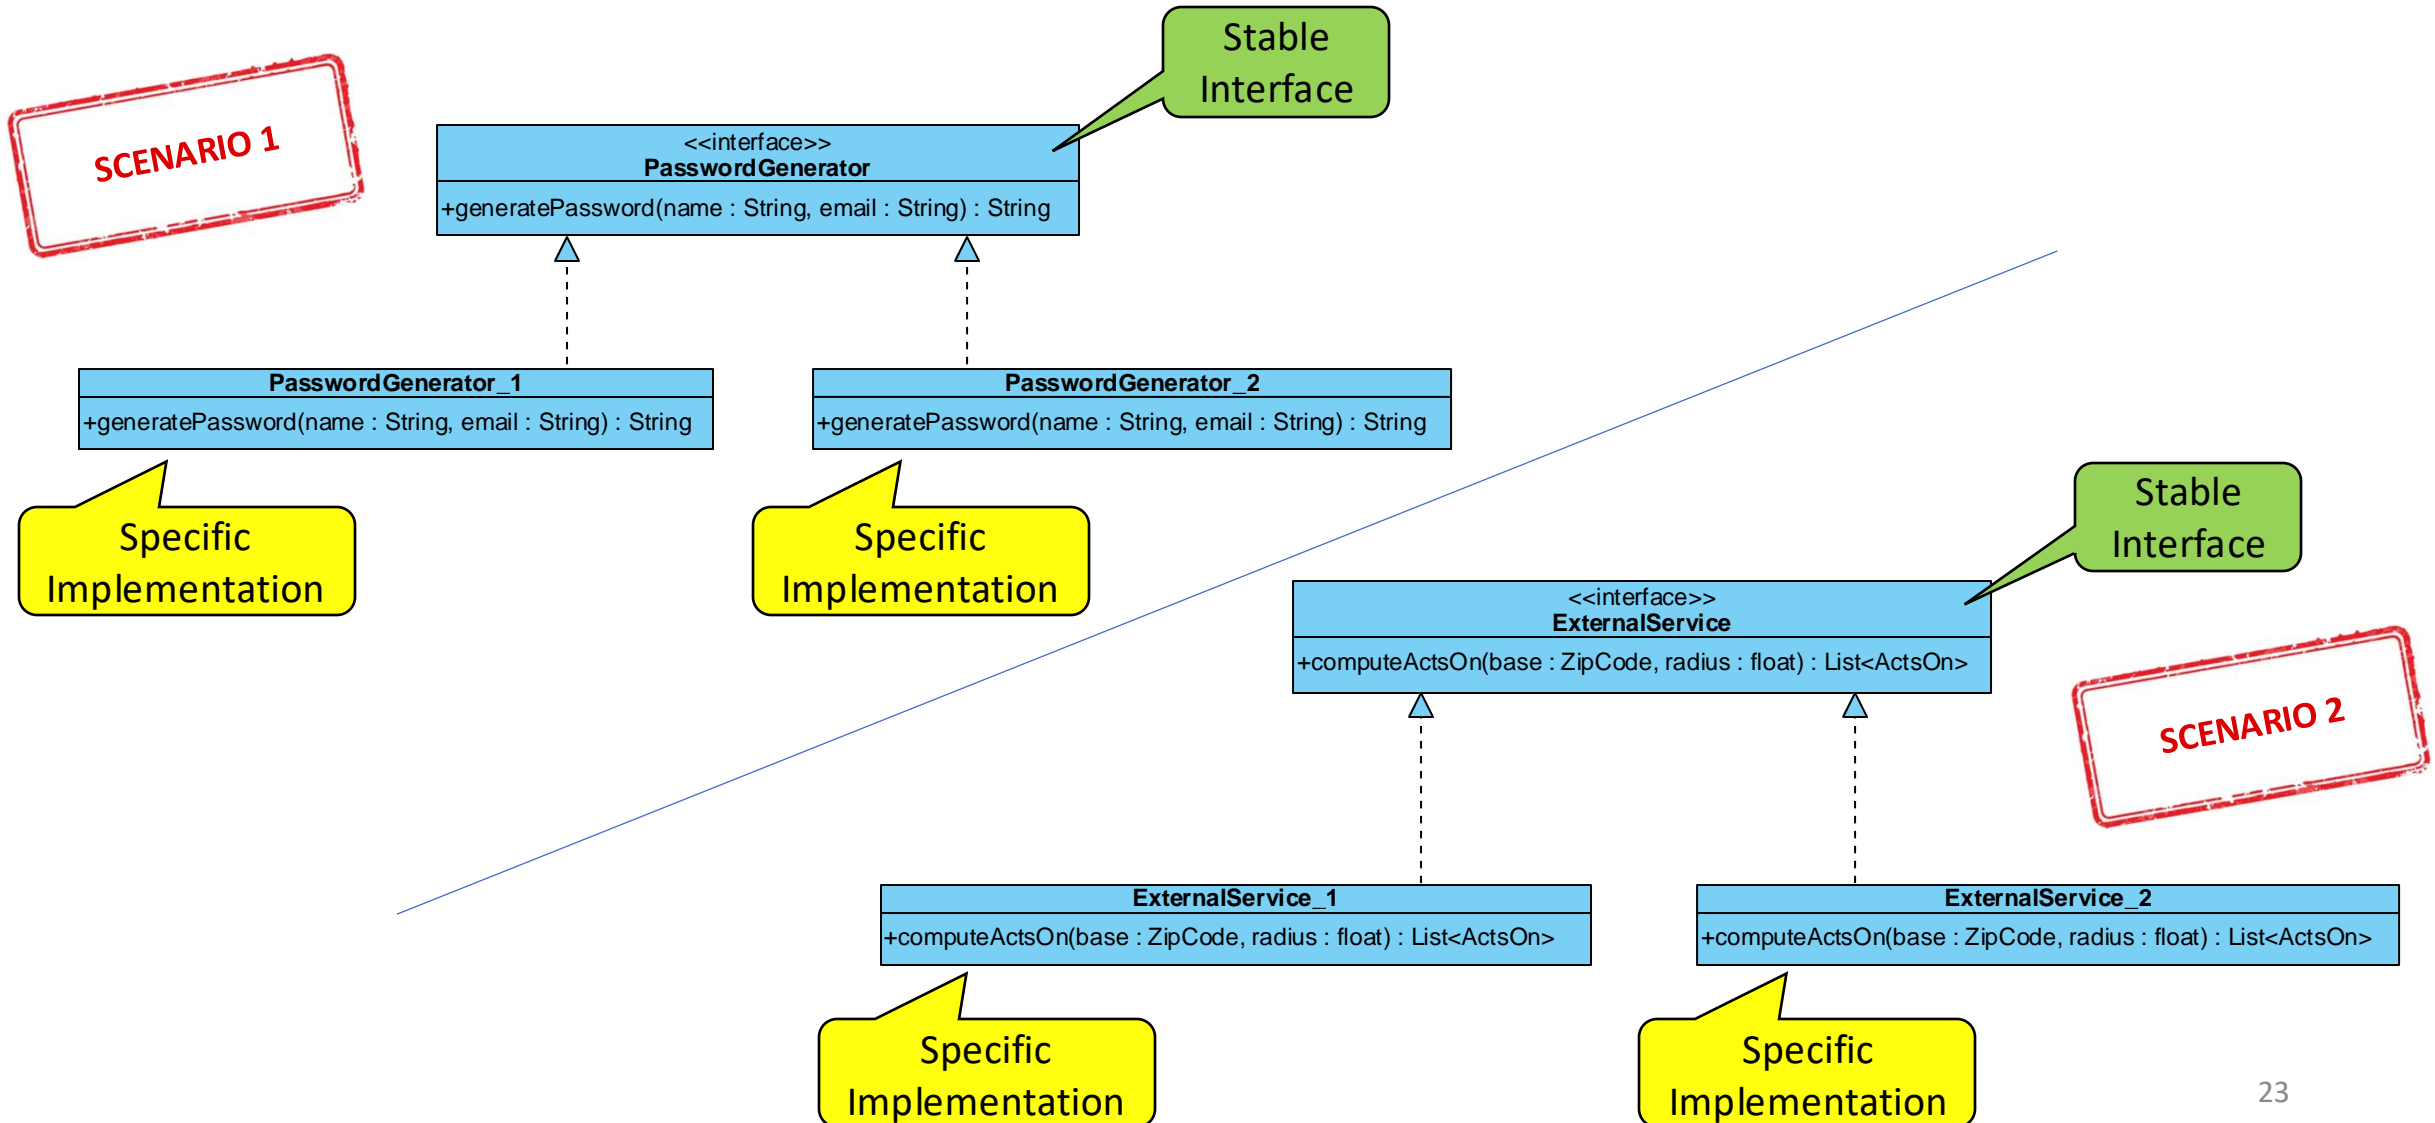 Stable
Interface
SCENARIO 1
<<interface>>
PasswordGenerator
+generatePassword(name : String, email : String) : String
PasswordGenerator_1
+generatePassword(name : String, email : String) : String
PasswordGenerator_2
+generatePassword(name : String, email : String) : String
Specific
Implementation
Specific
Implementation
Stable
Interface
<<interface>>
ExternalService
+computeActsOn(base : ZipCode, radius : float) : List<ActsOn>
SCENARIO 2
ExternalService_1
+computeActsOn(base : ZipCode, radius : float) : List<ActsOn>
ExternalService_2
+computeActsOn(base : ZipCode, radius : float) : List<ActsOn>
Specific
Implementation
Specific
Implementation
23